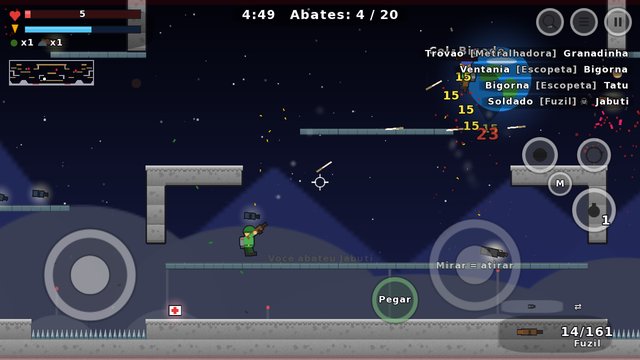 5
4:49 Abates: 4 / 20
x1 x1
Trovão [Metralhadora] Granadinha
Ventania [Escopeta] Bigorna
Bigorna [Escopeta] Tatu
Soldado [Fuzil] ☠ Jabuti
15
15
15
15
23
M
1
Você abateu Jabuti
Mirar = atirar
Pegar
14/161
Fuzil